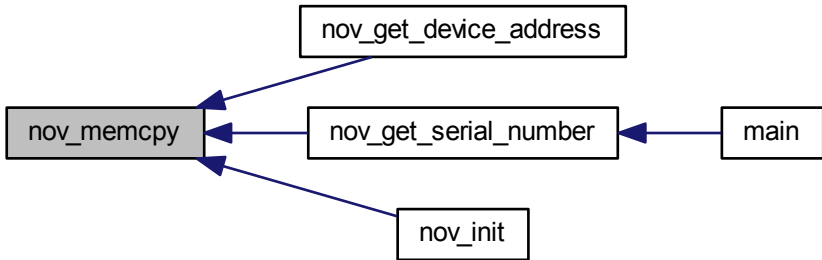 nov_get_device_address
nov_memcpy
nov_get_serial_number
main
nov_init